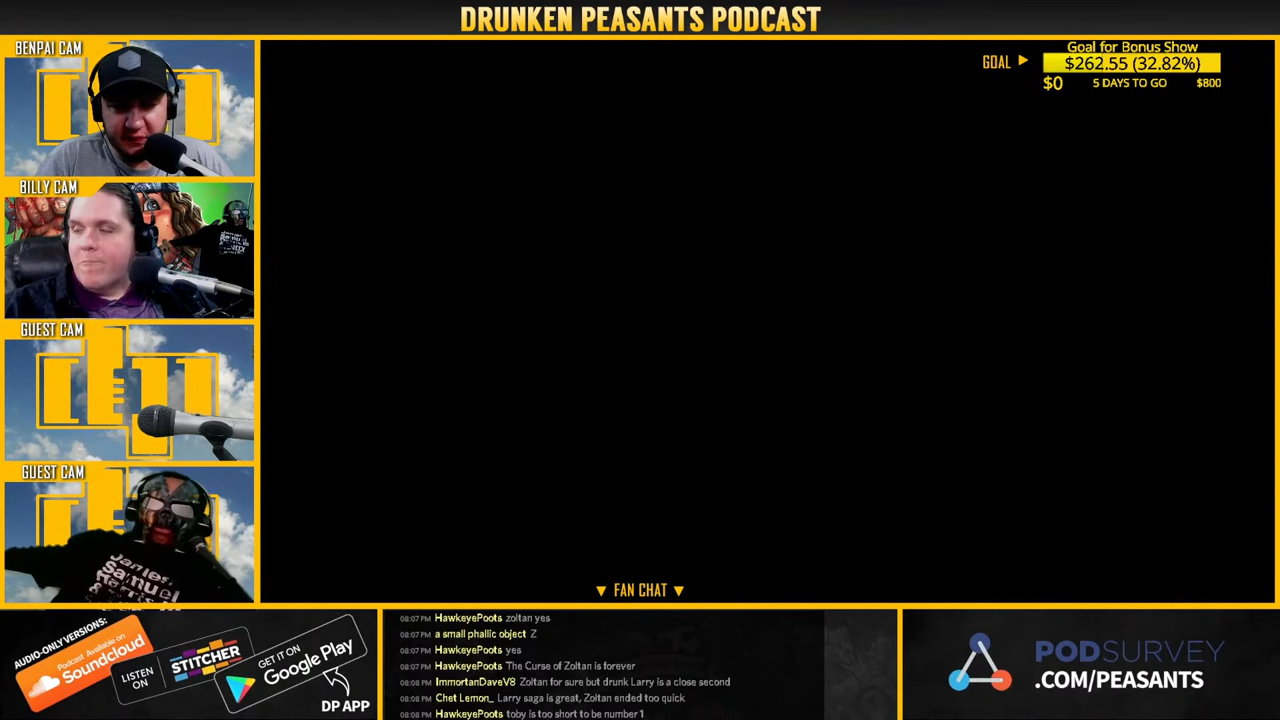 DRUNKEN PEASANTS PODCAST
BENPAI CAM
BILLY CAM
GUEST CAM
GUEST CAM
James
Samuel
GOAL ►
Goal for Bonus Show
$262.55 (32.82%)
$0 5 DAYS TO GO $800
▼ FAN CHAT ▼
AUDIO-ONLY VERSIONS:
Podcast Available on
Soundcloud
LISTEN ON
STITCHER
GET IT ON
Google Play
DP APP
08:07 PM HawkeyePoots zoltan yes
08:07 PM a small phallic object Z
08:07 PM HawkeyePoots yes
08:07 PM HawkeyePoots The Curse of Zoltan is forever
08:08 PM ImmortanDaveV8 Zoltan for sure but drunk Larry is a close second
08:08 PM Chet Lemon_ Larry saga is great, Zoltan ended too quick
08:08 PM HawkeyePoots toby is too short to be number 1
PODSURVEY
.COM/PEASANTS